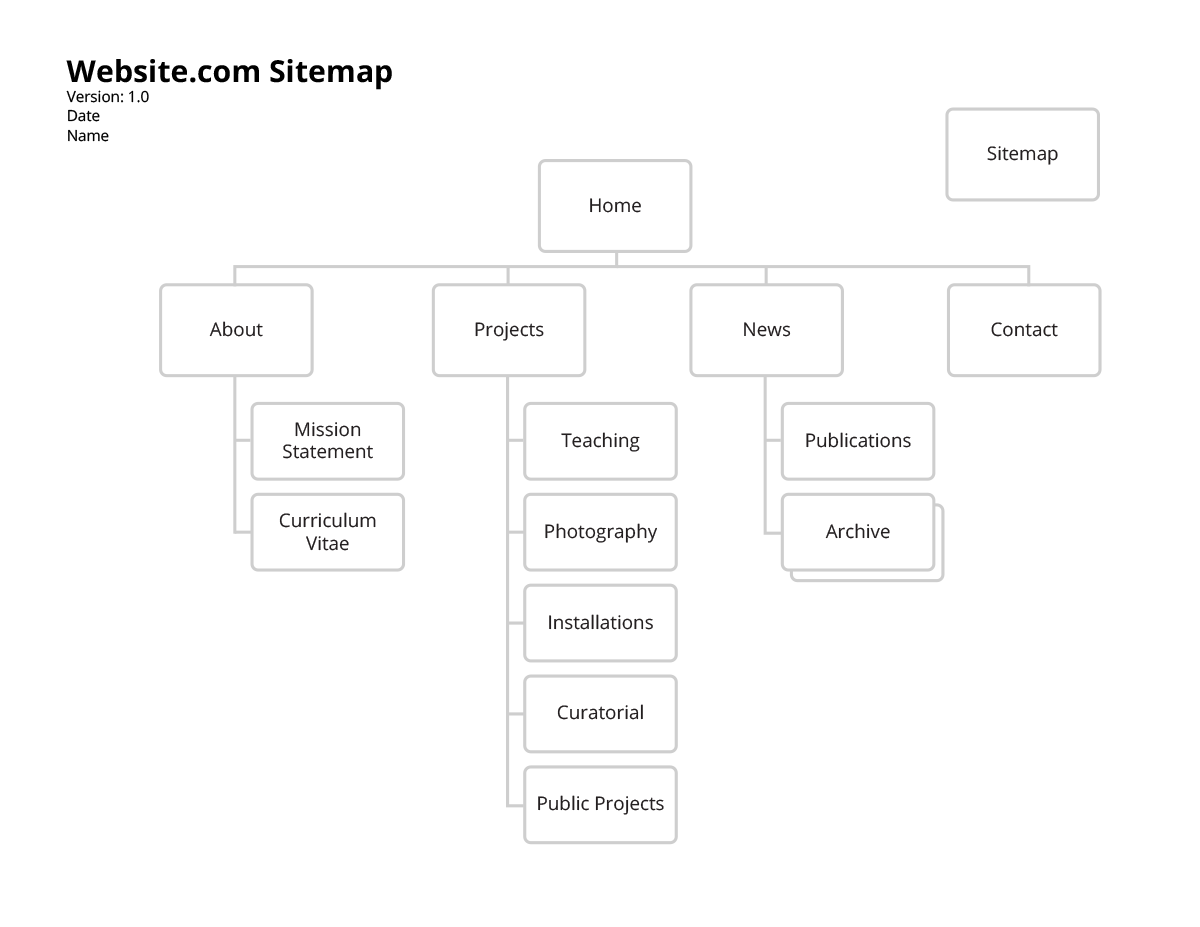 Website.com Sitemap
Version: 1.0
Date
Name
Sitemap
Home
About
Projects
News
Contact
Mission
Statement
Curriculum
Vitae
Teaching
Photography
Installations
Curatorial
Public Projects
Publications
Archive